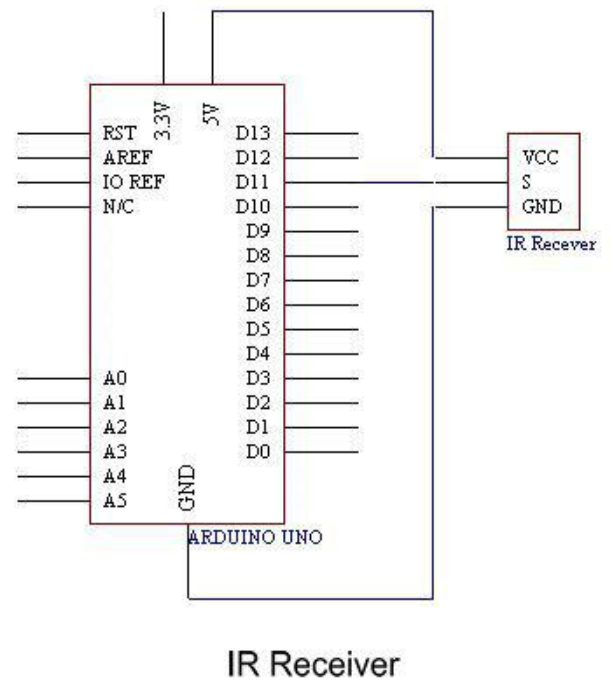 3.3V
5V
RST
AREF
IO REF
N/C
A0
A1
A2
A3
A4
A5
GND
D13
D12
D11
D10
D9
D8
D7
D6
D5
D4
D3
D2
D1
D0
ARDUINO UNO
VCC
S
GND
IR Recever
IR Receiver